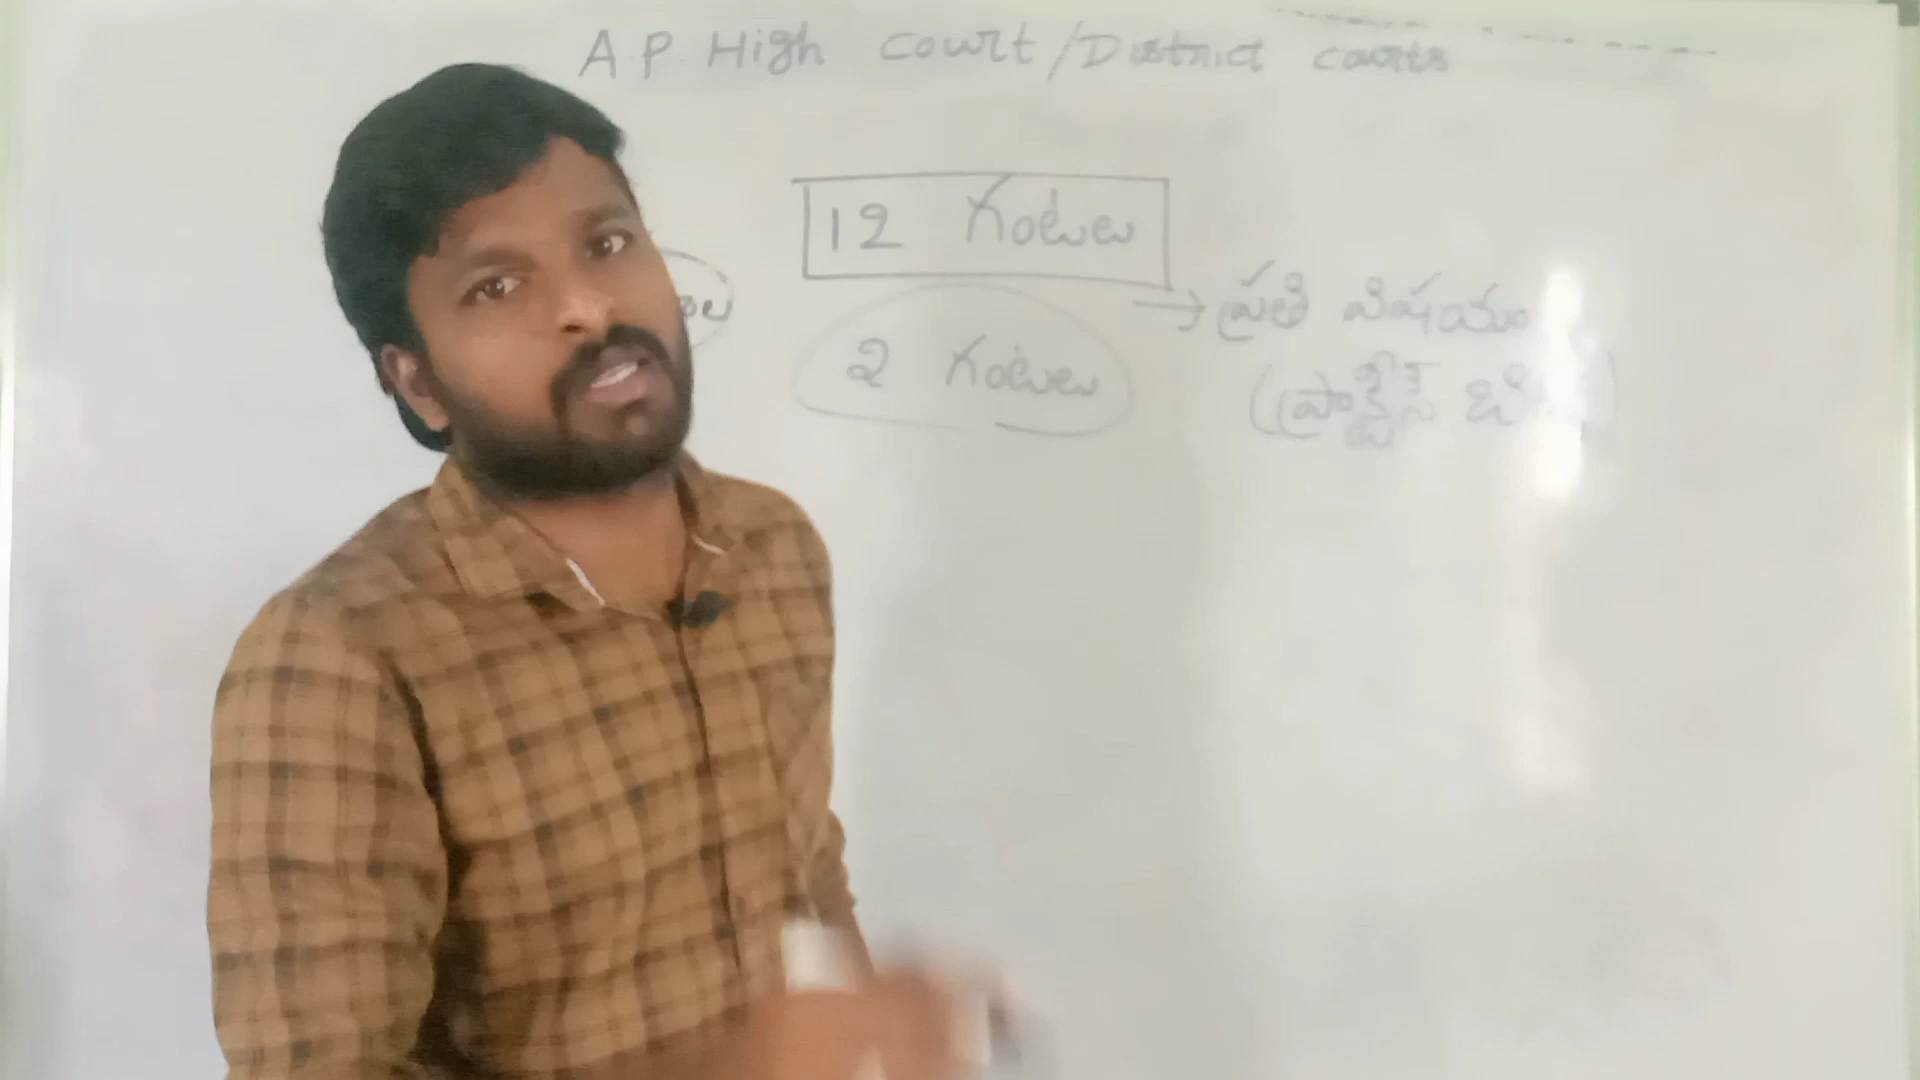 AP High court/District courts
12 గంటలు
→ ప్రతి విషయం
2 గంటలు
(ప్రాక్టీస్